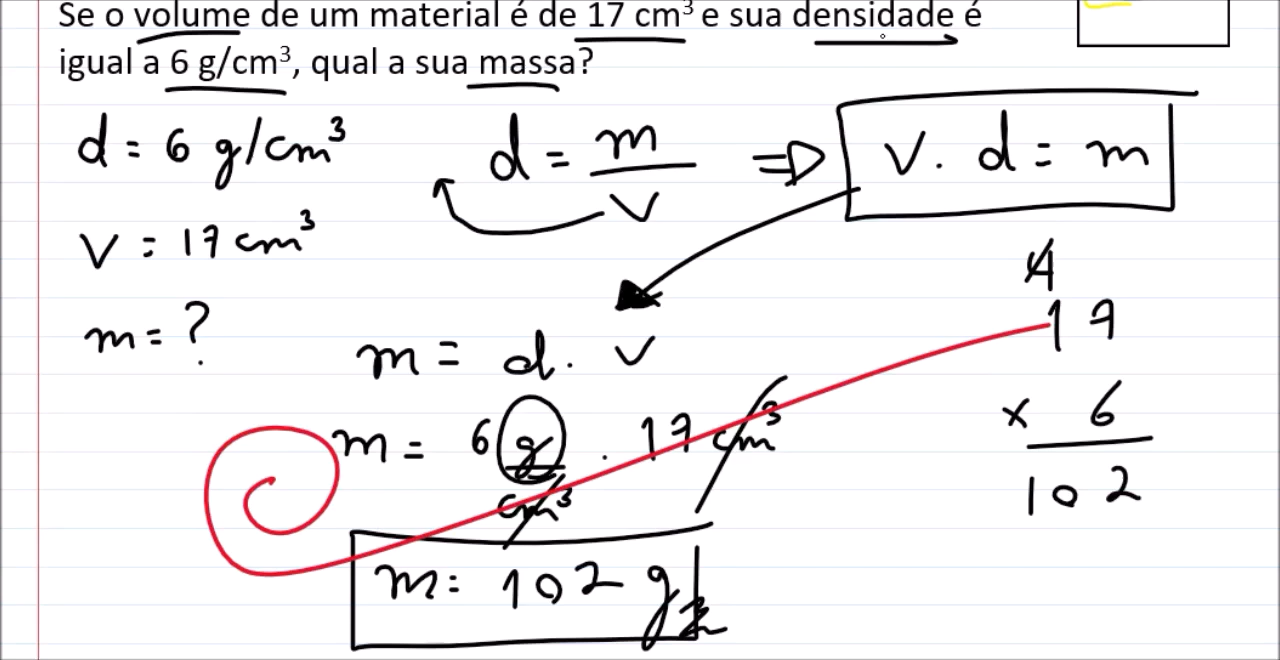 Se o volume de um material é de 17 cm³ e sua densidade é
igual a 6 g/cm³, qual a sua massa?
d = 6 g/cm³
d = m/v ⇒ v . d = m
v = 17 cm³
m = ?
m = d . v
m = 6 g/cm³ . 17 cm³
m = 102 g
4
17
x 6
102